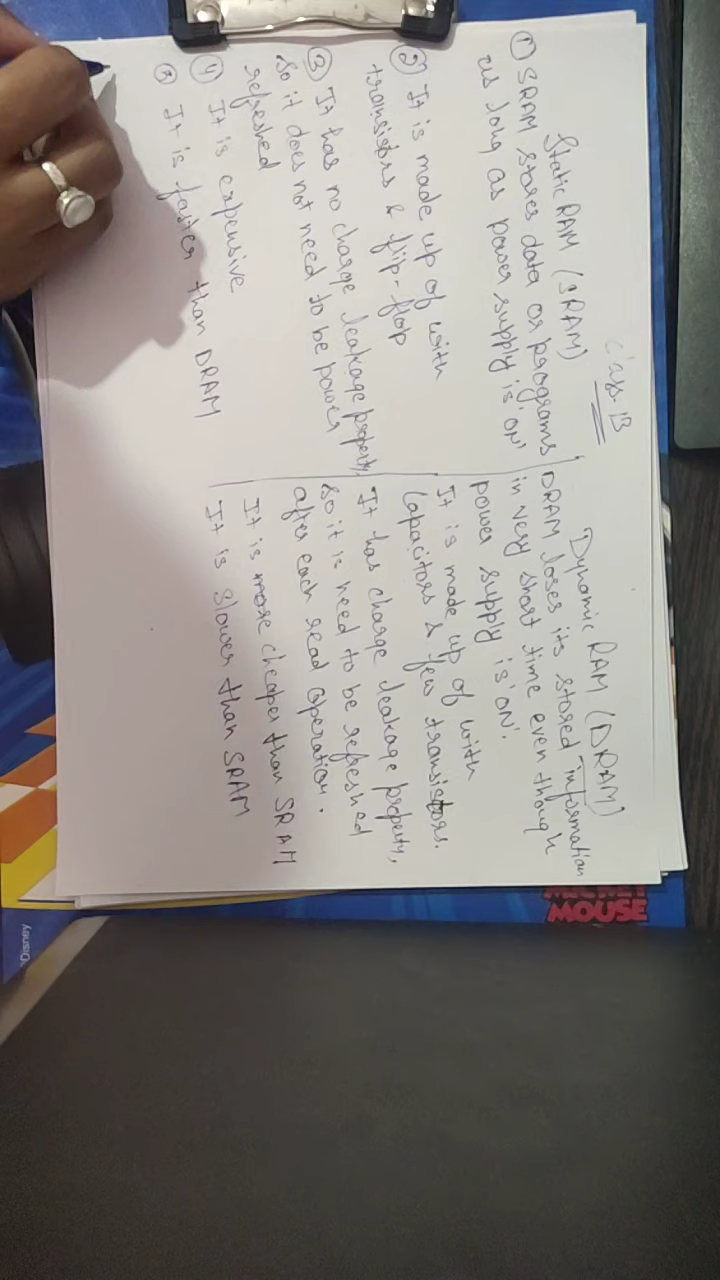 Class 13
Static RAM (SRAM)
① SRAM stores data or programs
as long as power supply is 'ON'
② It is made up of with
transistors & flip-flop
③ It has no charge leakage property,
so it does not need to be power
refreshed
④ It is expensive
⑤ It is faster than DRAM
Dynamic RAM (DRAM)
DRAM loses its stored information
in very short time even though
power supply is 'ON'.
It is made up of with
Capacitors & few transistors.
It has charge leakage property,
so it is need to be refreshed
after each read operation.
It is more cheaper than SRAM
It is slower than SRAM
MICKEY
MOUSE
Disney